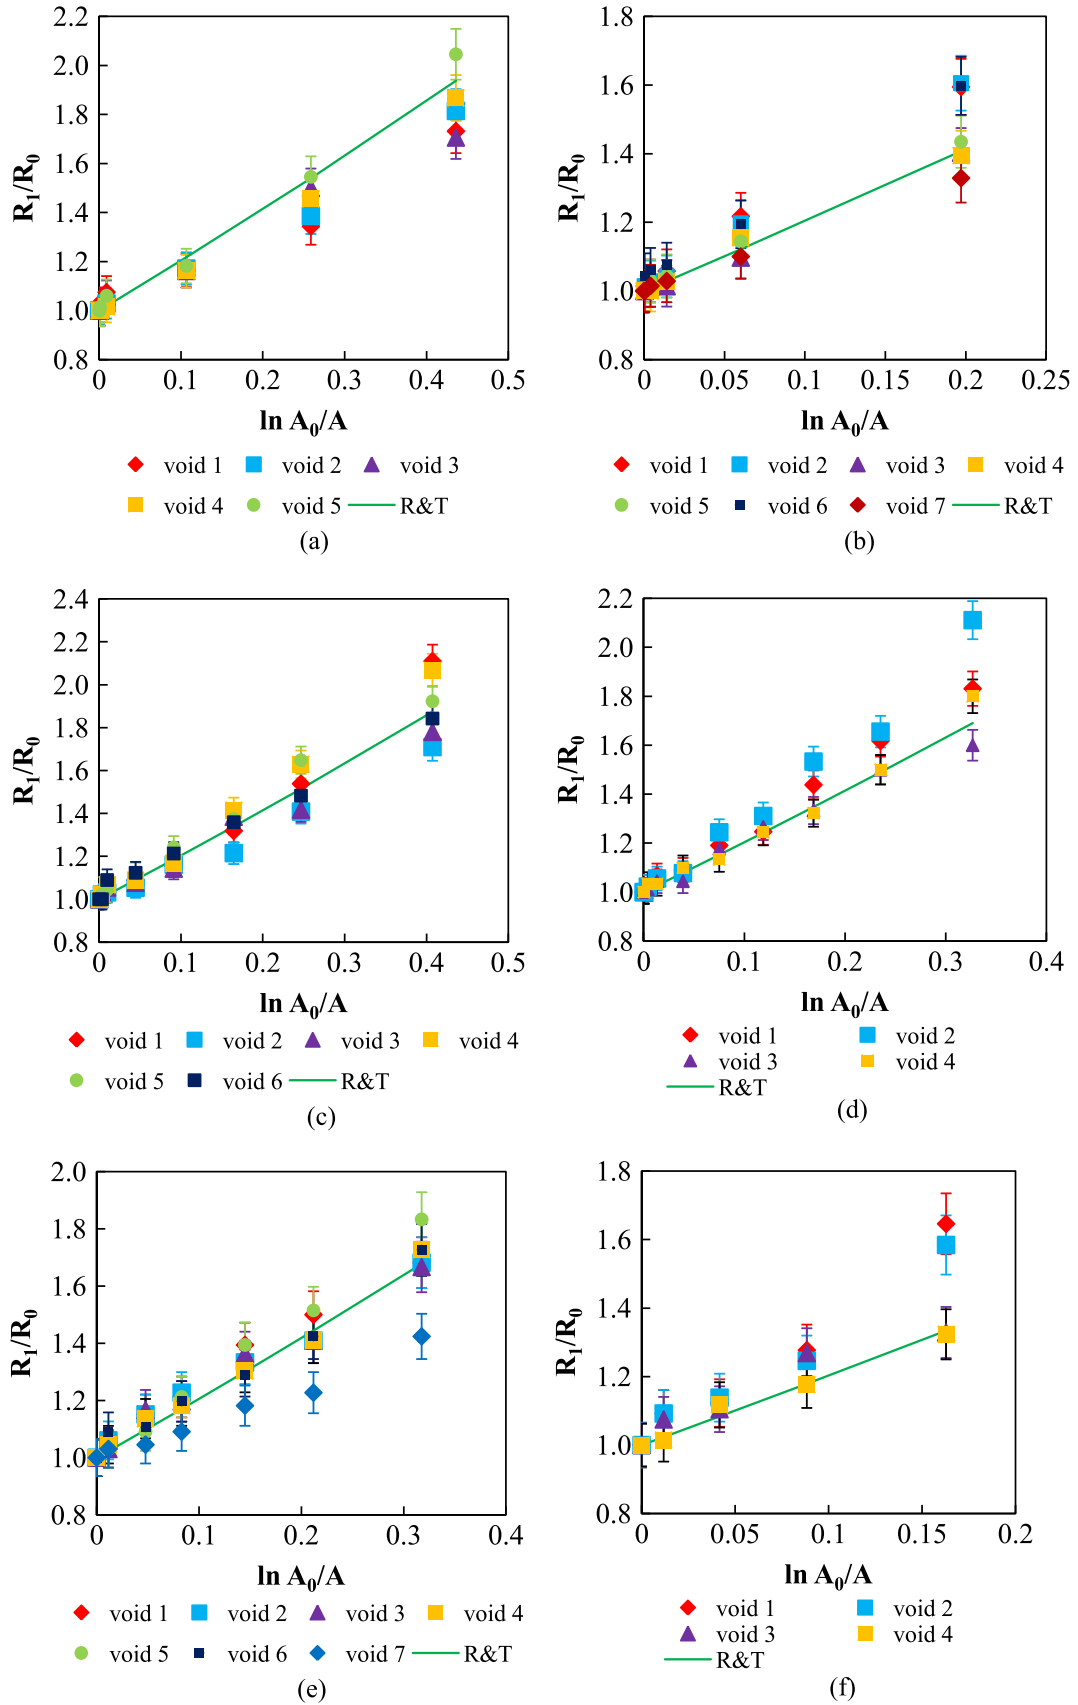 2.2
2.0
1.8
1.6
1.4
1.2
1.0
0.8
R1/R0
0 0.1 0.2 0.3 0.4 0.5
ln A0/A
void 1 void 2 void 3
void 4 void 5 R&T
(a)
1.8
1.6
1.4
1.2
1.0
0.8
R1/R0
0 0.05 0.1 0.15 0.2 0.25
ln A0/A
void 1 void 2 void 3 void 4
void 5 void 6 void 7 R&T
(b)
2.4
2.2
2.0
1.8
1.6
1.4
1.2
1.0
0.8
R1/R0
0 0.1 0.2 0.3 0.4 0.5
ln A0/A
void 1 void 2 void 3 void 4
void 5 void 6 R&T
(c)
2.2
2.0
1.8
1.6
1.4
1.2
1.0
0.8
R1/R0
0 0.1 0.2 0.3 0.4
ln A0/A
void 1 void 2
void 3 void 4
R&T
(d)
2.0
1.8
1.6
1.4
1.2
1.0
0.8
R1/R0
0 0.1 0.2 0.3 0.4
ln A0/A
void 1 void 2 void 3 void 4
void 5 void 6 void 7 R&T
(e)
1.8
1.6
1.4
1.2
1.0
0.8
R1/R0
0 0.05 0.1 0.15 0.2
ln A0/A
void 1 void 2
void 3 void 4
R&T
(f)